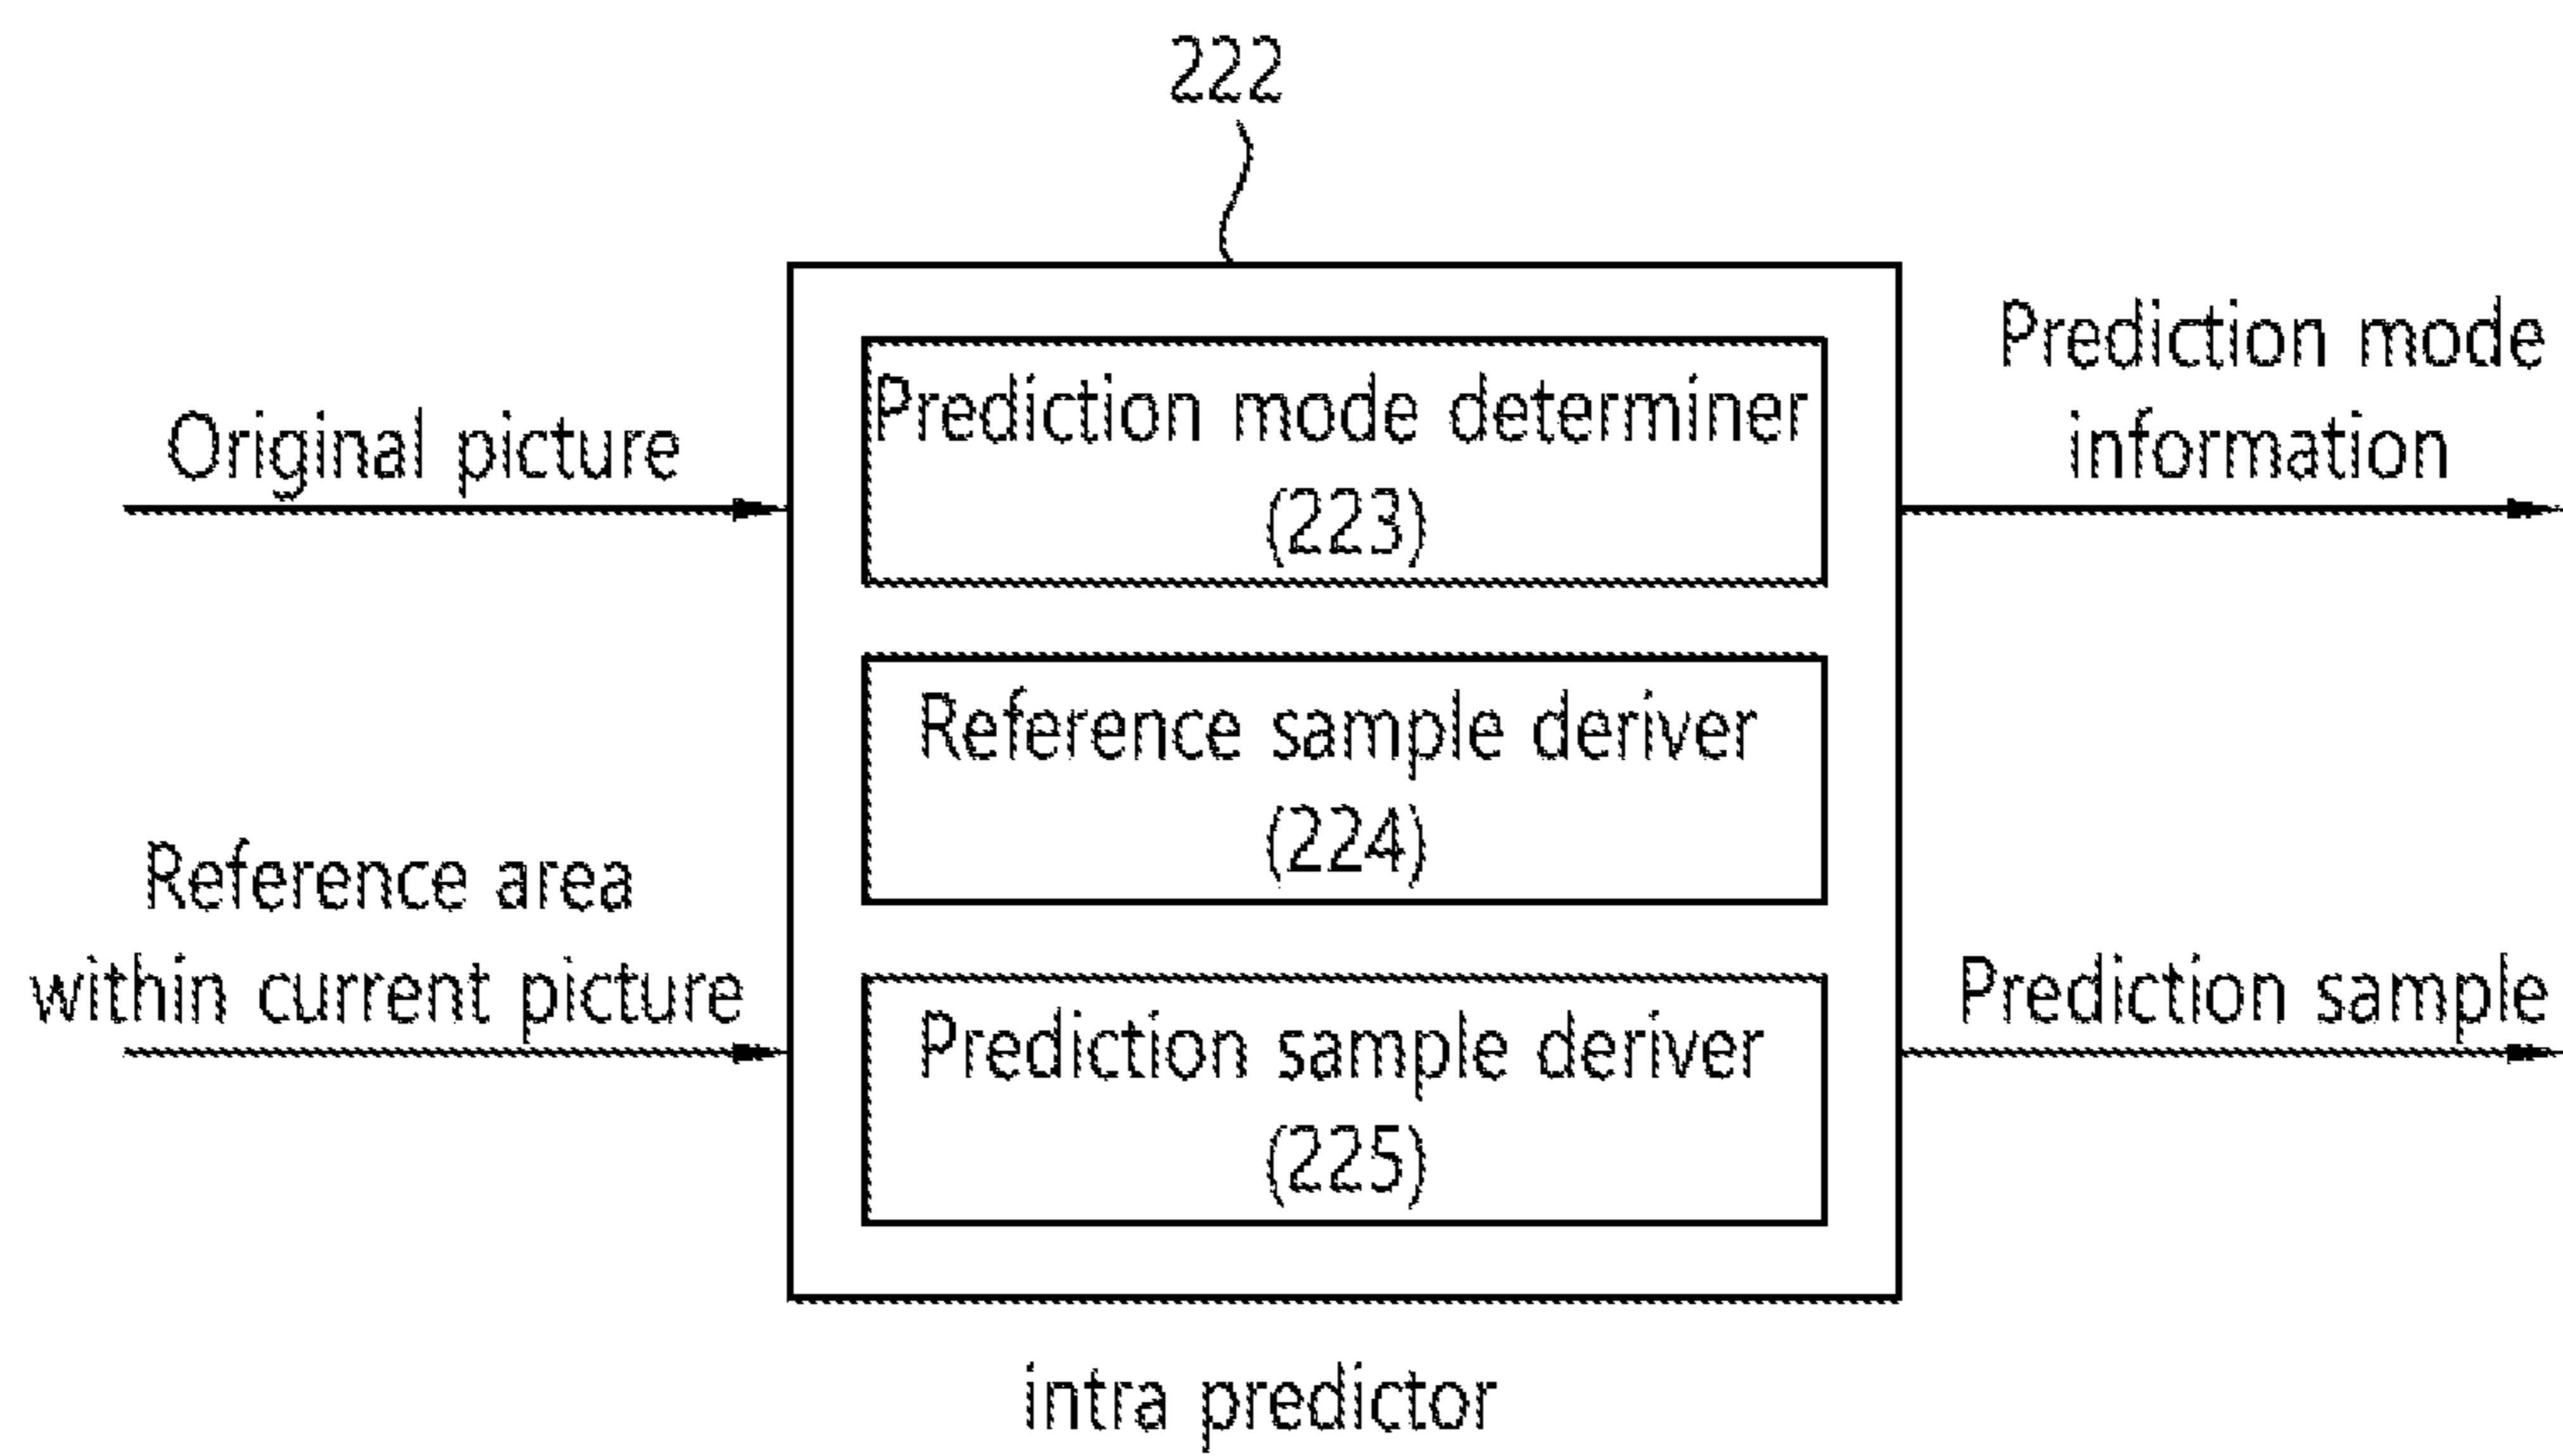 222
Original picture
Reference area
within current picture
Prediction mode determiner
(223)
Reference sample deriver
(224)
Prediction sample deriver
(225)
Prediction mode
information
Prediction sample
intra predictor